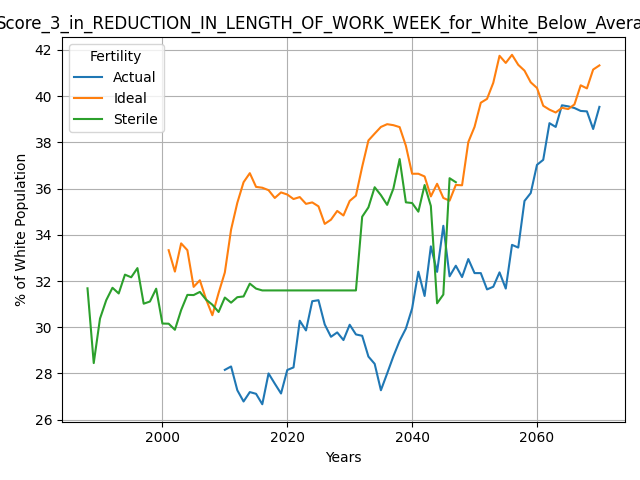 Score_3_in_REDUCTION_IN_LENGTH_OF_WORK_WEEK_for_White_Below_Avera
Fertility
Actual
Ideal
Sterile
% of White Population
42
40
38
36
34
32
30
28
26
2000 2020 2040 2060
Years